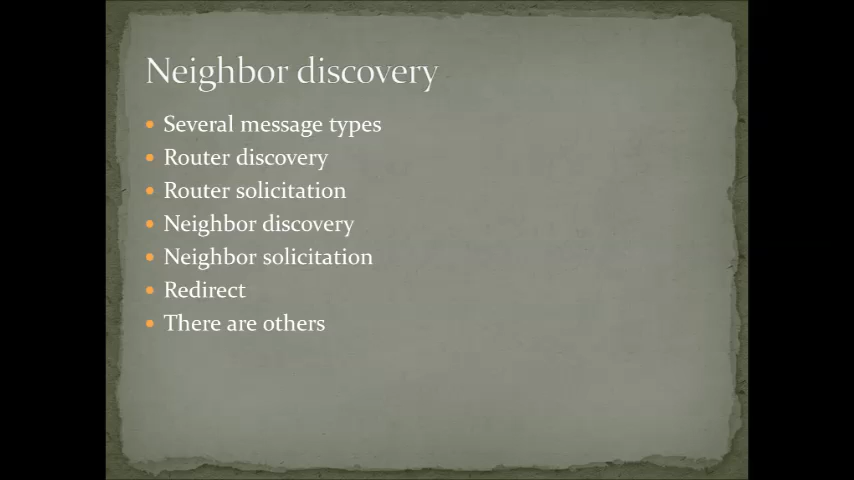 Neighbor discovery
Several message types
Router discovery
Router solicitation
Neighbor discovery
Neighbor solicitation
Redirect
There are others